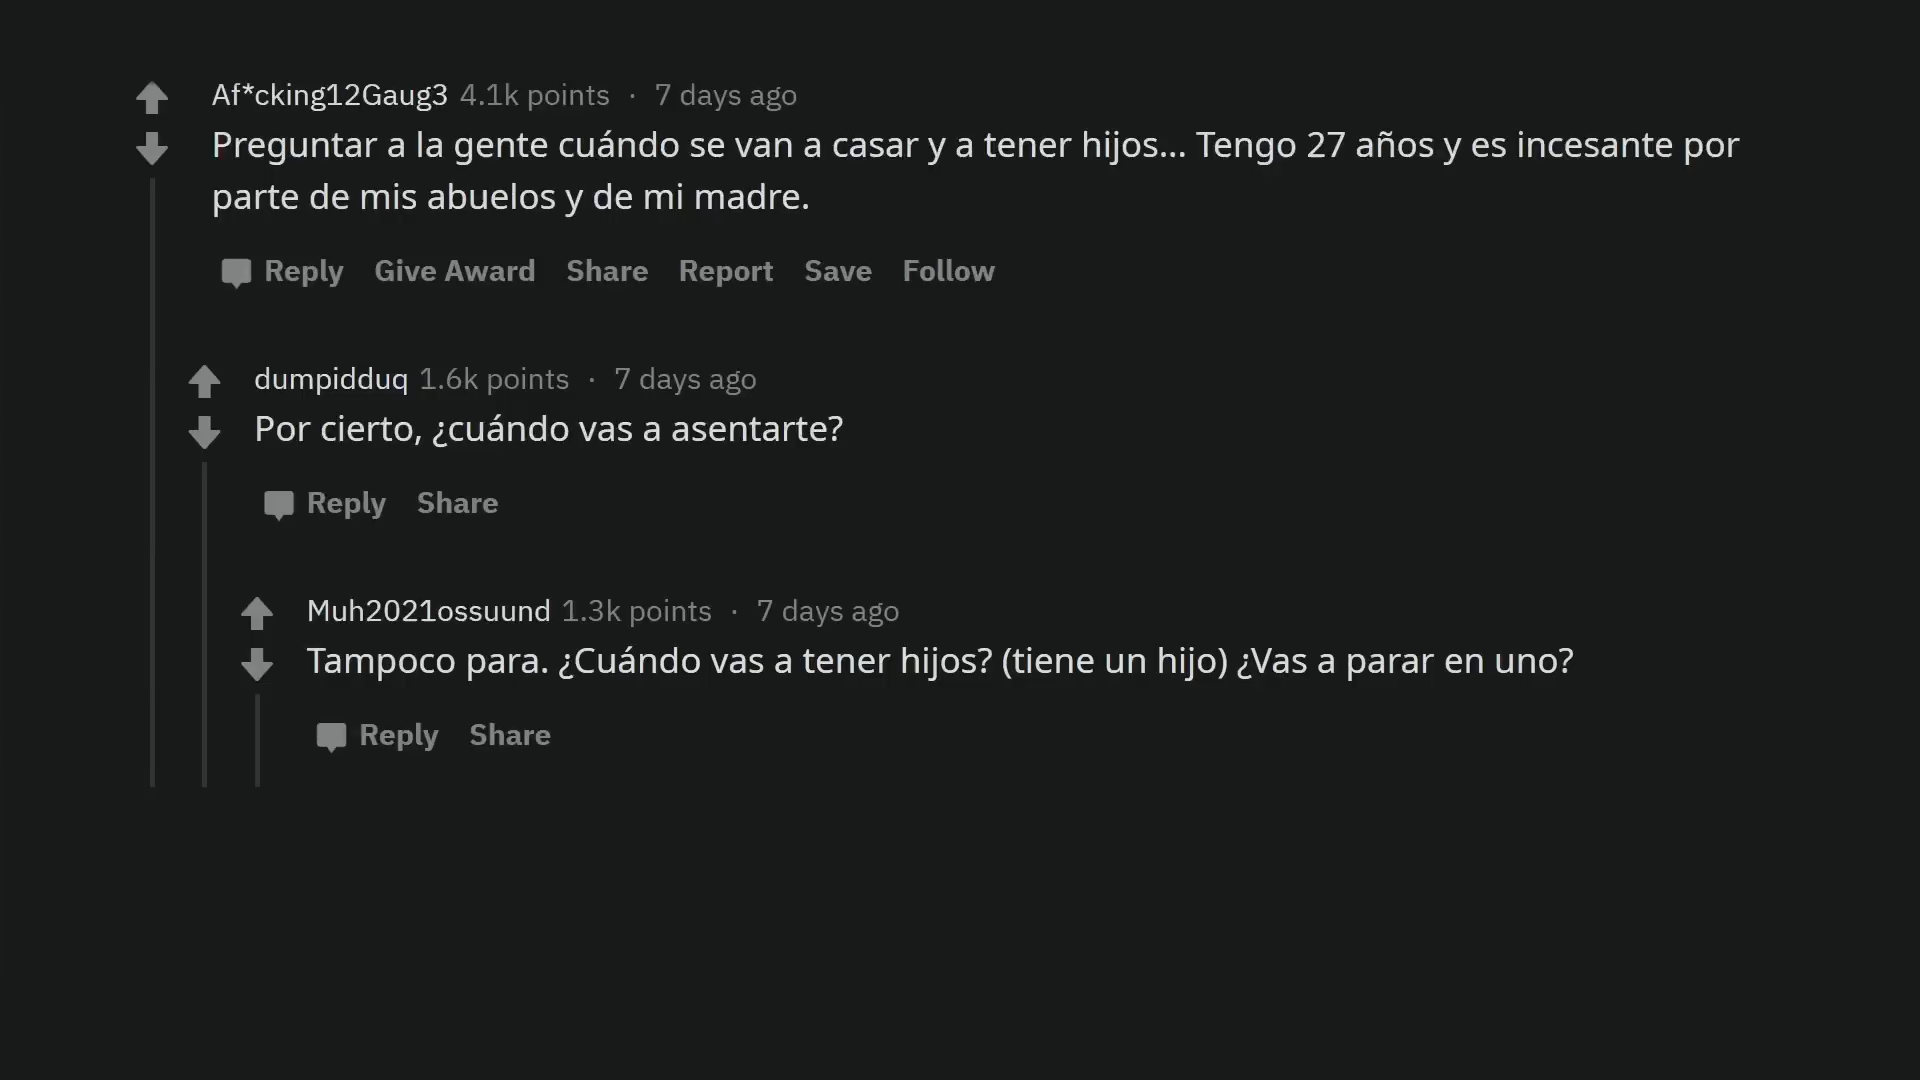 Af*cking12Gaug3 4.1k points · 7 days ago
Preguntar a la gente cuándo se van a casar y a tener hijos... Tengo 27 años y es incesante por
parte de mis abuelos y de mi madre.
Reply Give Award Share Report Save Follow
dumpidduq 1.6k points · 7 days ago
Por cierto, ¿cuándo vas a asentarte?
Reply Share
Muh2021ossuund 1.3k points · 7 days ago
Tampoco para. ¿Cuándo vas a tener hijos? (tiene un hijo) ¿Vas a parar en uno?
Reply Share